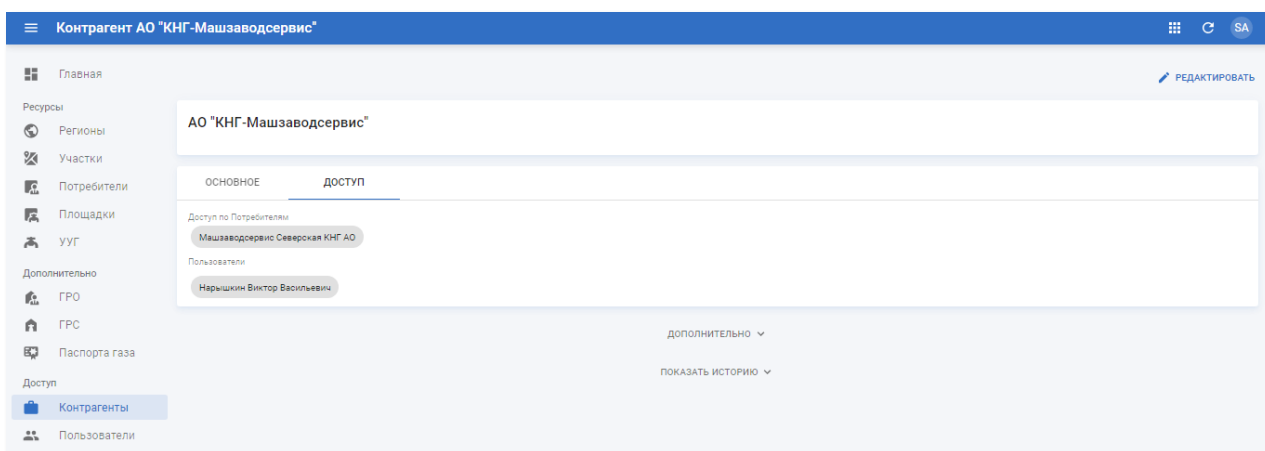 Контрагент АО "КНГ-Машзаводсервис"
SA
Главная
РЕДАКТИРОВАТЬ
Ресурсы
Регионы
Участки
Потребители
Площадки
УУГ
Дополнительно
ГРО
ГРС
Паспорта газа
Доступ
Контрагенты
Пользователи
АО "КНГ-Машзаводсервис"
ОСНОВНОЕ ДОСТУП
Доступ по Потребителям
Машзаводсервис Северская КНГ АО
Пользователи
Нарышкин Виктор Васильевич
ДОПОЛНИТЕЛЬНО
ПОКАЗАТЬ ИСТОРИЮ